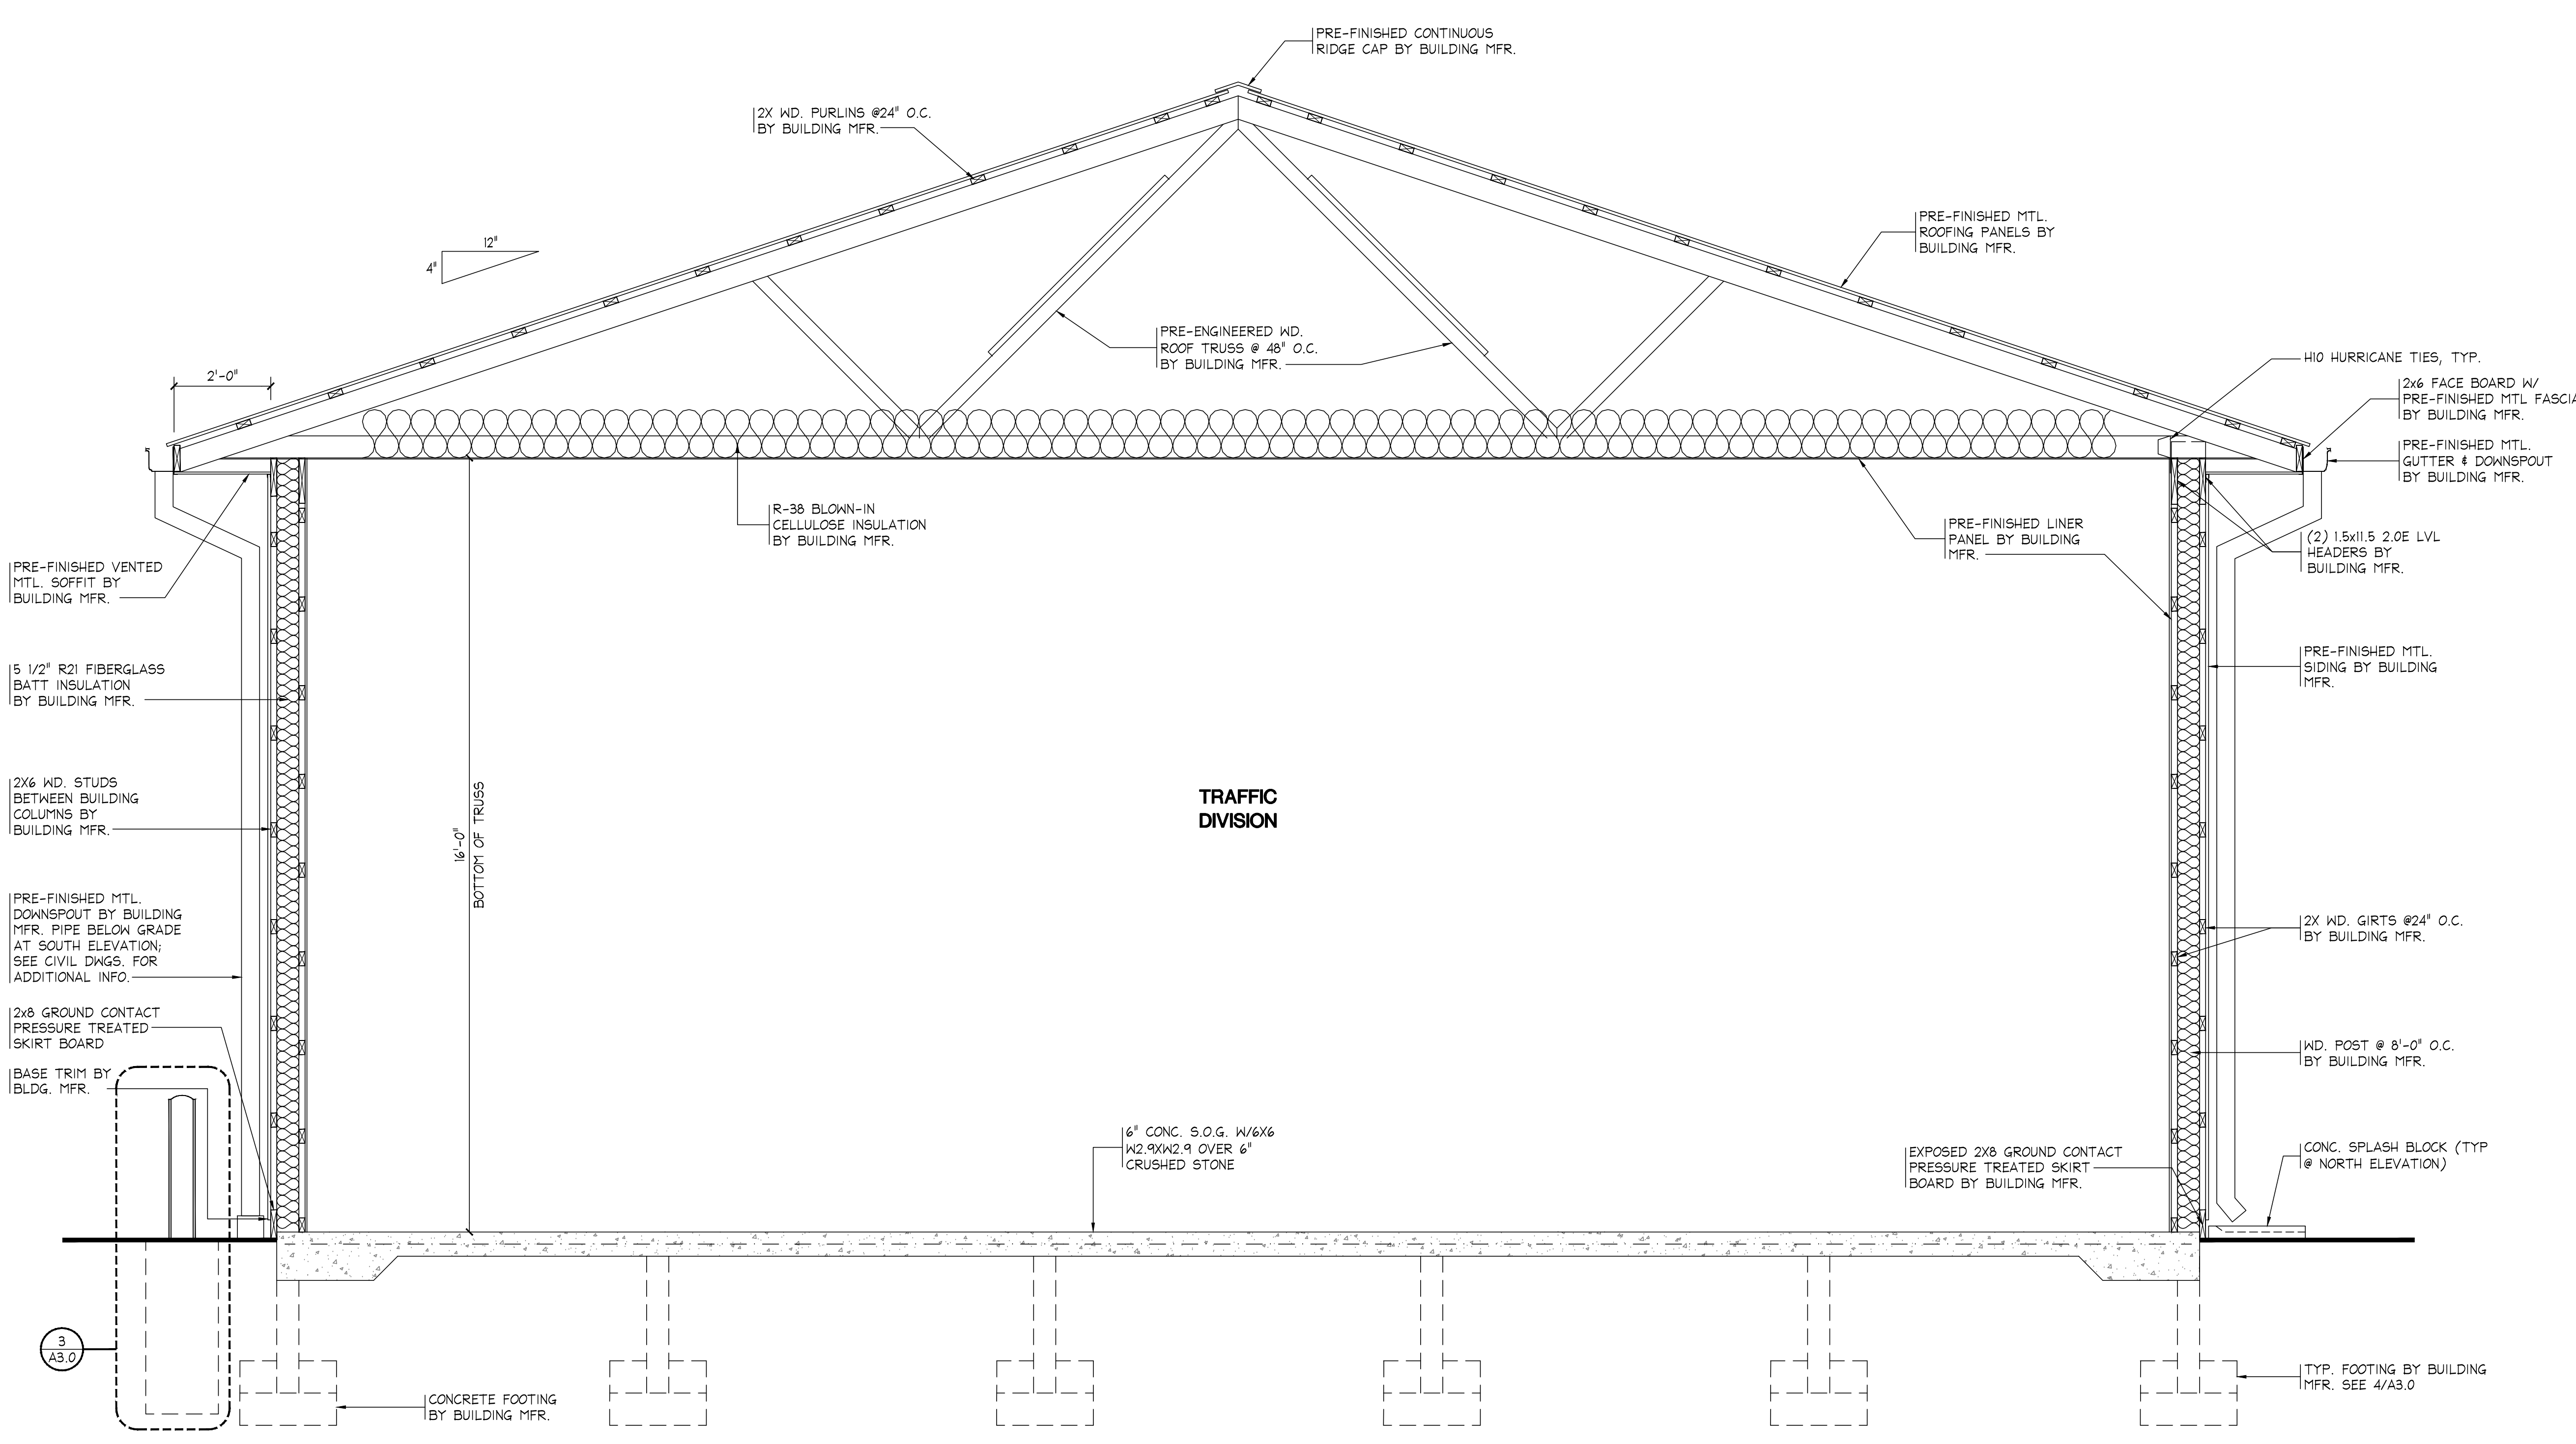 PRE-FINISHED CONTINUOUS
RIDGE CAP BY BUILDING MFR.
2X WD. PURLINS @24" O.C.
BY BUILDING MFR.
12"
4"
PRE-FINISHED MTL.
ROOFING PANELS BY
BUILDING MFR.
PRE-ENGINEERED WD.
ROOF TRUSS @ 48" O.C.
BY BUILDING MFR.
2'-0"
H10 HURRICANE TIES, TYP.
2x6 FACE BOARD W/
PRE-FINISHED MTL FASCIA
BY BUILDING MFR.
PRE-FINISHED MTL.
GUTTER & DOWNSPOUT
BY BUILDING MFR.
R-38 BLOWN-IN
CELLULOSE INSULATION
BY BUILDING MFR.
PRE-FINISHED LINER
PANEL BY BUILDING
MFR.
(2) 1.5x11.5 2.0E LVL
HEADERS BY
BUILDING MFR.
PRE-FINISHED VENTED
MTL. SOFFIT BY
BUILDING MFR.
PRE-FINISHED MTL.
SIDING BY BUILDING
MFR.
5 1/2" R21 FIBERGLASS
BATT INSULATION
BY BUILDING MFR.
2X6 WD. STUDS
BETWEEN BUILDING
COLUMNS BY
BUILDING MFR.
16'-0"
BOTTOM OF TRUSS
TRAFFIC
DIVISION
PRE-FINISHED MTL.
DOWNSPOUT BY BUILDING
MFR. PIPE BELOW GRADE
AT SOUTH ELEVATION;
SEE CIVIL DWGS. FOR
ADDITIONAL INFO.
2X WD. GIRTS @24" O.C.
BY BUILDING MFR.
2x8 GROUND CONTACT
PRESSURE TREATED
SKIRT BOARD
WD. POST @ 8'-0" O.C.
BY BUILDING MFR.
BASE TRIM BY
BLDG. MFR.
6" CONC. S.O.G. W/6X6
W2.9XW2.9 OVER 6"
CRUSHED STONE
EXPOSED 2X8 GROUND CONTACT
PRESSURE TREATED SKIRT
BOARD BY BUILDING MFR.
CONC. SPLASH BLOCK (TYP
@ NORTH ELEVATION)
3
A3.0
CONCRETE FOOTING
BY BUILDING MFR.
TYP. FOOTING BY BUILDING
MFR. SEE 4/A3.0